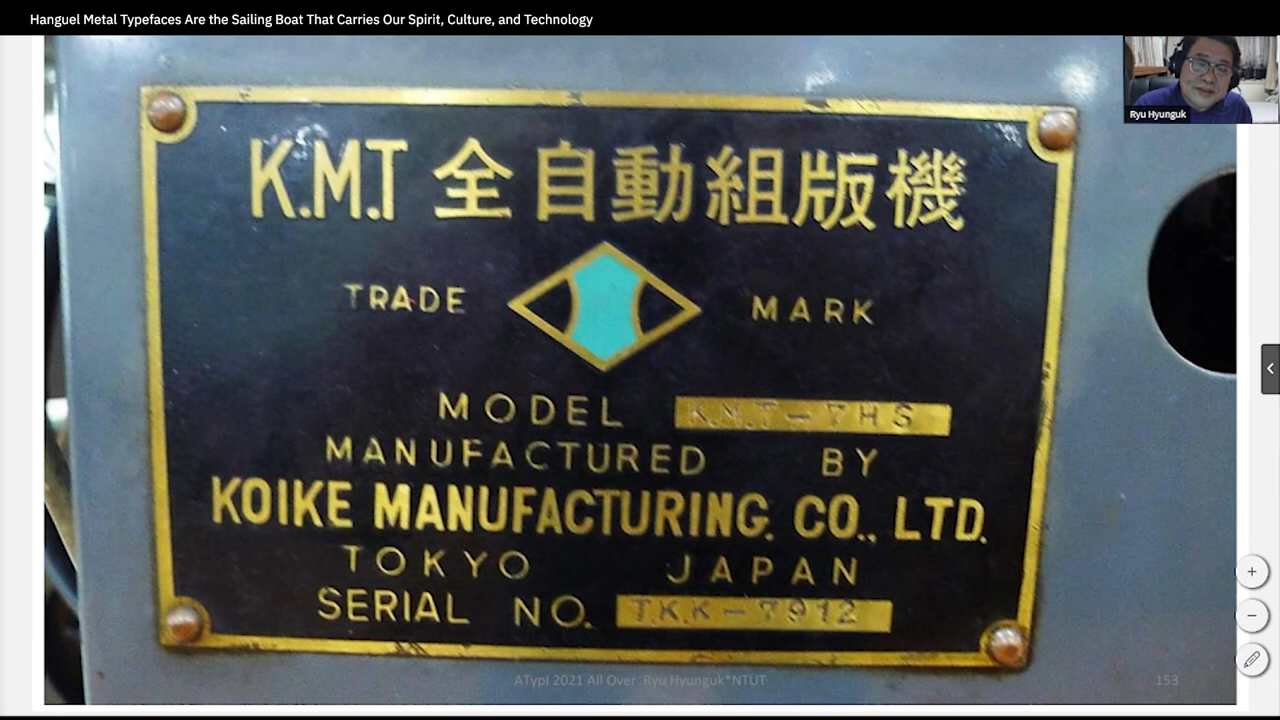 Hanguel Metal Typefaces Are the Sailing Boat That Carries Our Spirit, Culture, and Technology
Ryu Hyunguk
K.M.T 全自動組版機
TRADE MARK
MODEL K.M.T-7HS
MANUFACTURED BY
KOIKE MANUFACTURING. CO., LTD.
TOKYO JAPAN
SERIAL NO. T.K.K-7912
ATypI 2021 All Over Ryu Hyunguk*NTUT
153